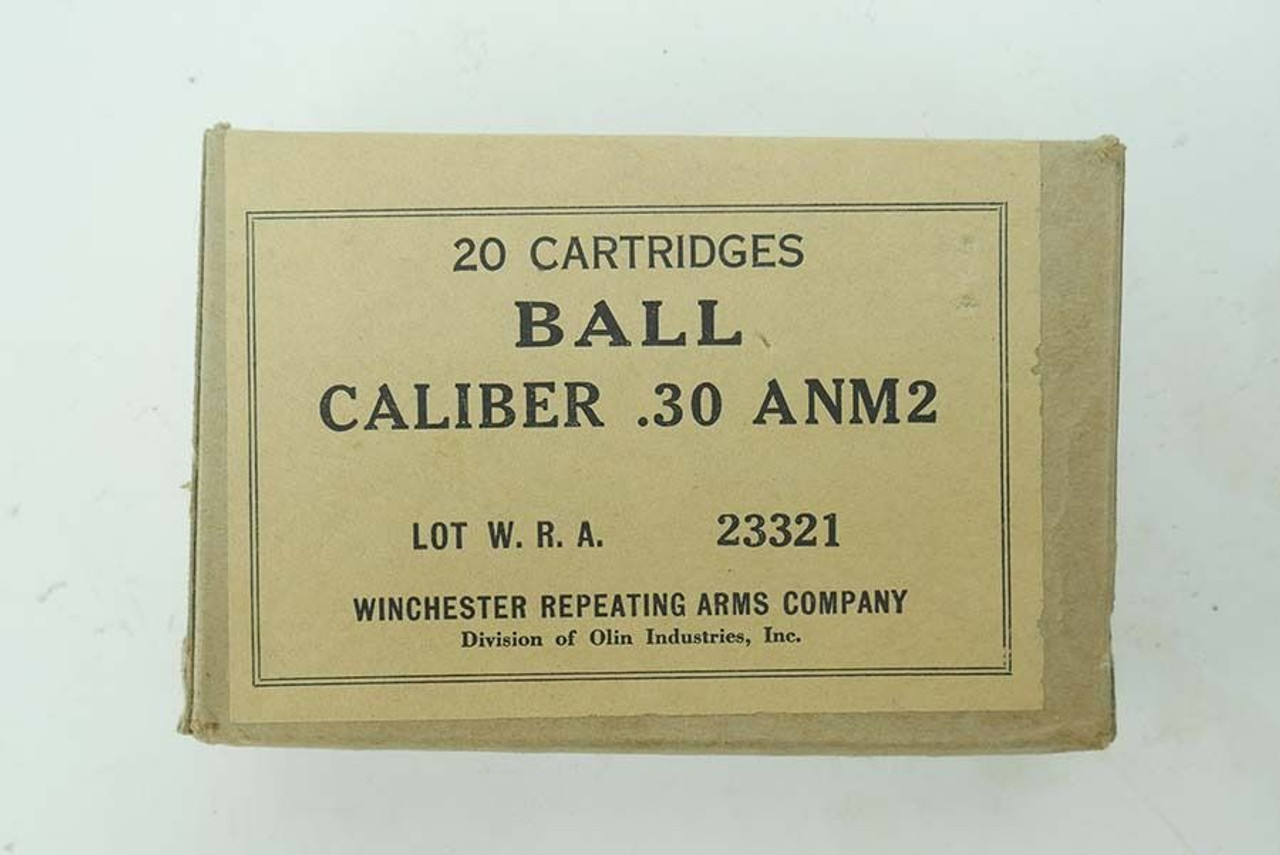 20 CARTRIDGES
BALL
CALIBER .30 ANM2
LOT W. R. A. 23321
WINCHESTER REPEATING ARMS COMPANY
Division of Olin Industries, Inc.